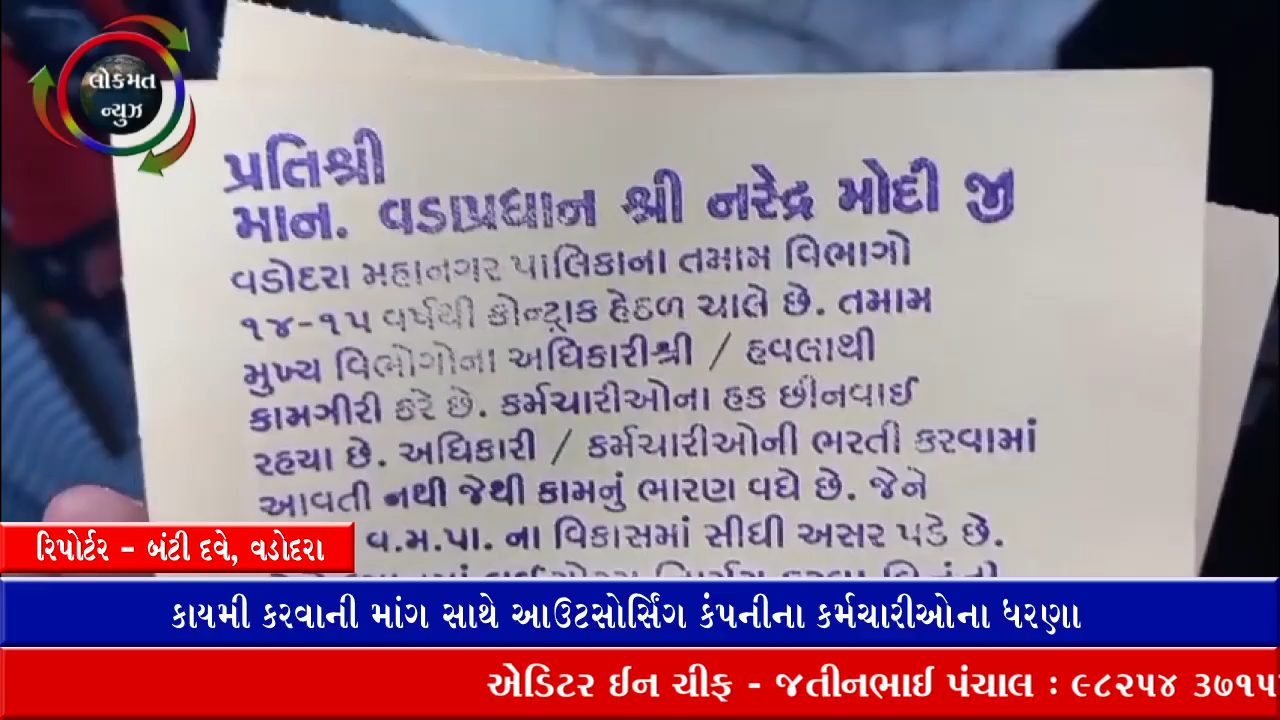 લોકમત
ન્યુઝ
પ્રતિશ્રી
માન. વડાપ્રધાન શ્રી નરેદ્ર મોદી જી
વડોદરા મહાનગર પાલિકાના તમામ વિભાગો
૧૪-૧૫ વર્ષથી કોન્ટ્રાક હેઠળ ચાલે છે. તમામ
મુખ્ય વિભોગોના અધિકારીશ્રી / હવલાથી
કામગીરી કરે છે. કર્મચારીઓના હક છીનવાઈ
રહયા છે. અધિકારી / કર્મચારીઓની ભરતી કરવામાં
આવતી નથી જેથી કામનું ભારણ વધે છે. જેને
વ.મ.પા. ના વિકાસમાં સીધી અસર પડે છે.
રિપોર્ટર - બંટી દવે, વડોદરા
કાયમી કરવાની માંગ સાથે આઉટસોર્સિંગ કંપનીના કર્મચારીઓના ધરણા
એડિટર ઈન ચીફ - જતીનભાઈ પંચાલ : ૯૮૨૫૪ ૩૭૧૫